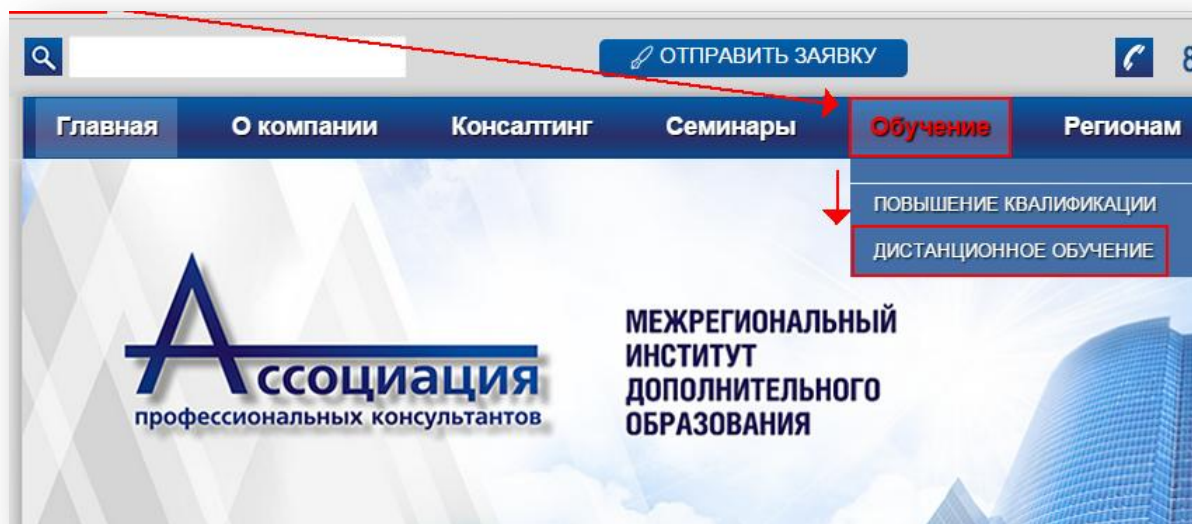 ОТПРАВИТЬ ЗАЯВКУ
8
Главная О компании Консалтинг Семинары Обучение Регионам
ПОВЫШЕНИЕ КВАЛИФИКАЦИИ
ДИСТАНЦИОННОЕ ОБУЧЕНИЕ
Ассоциация
профессиональных консультантов
МЕЖРЕГИОНАЛЬНЫЙ
ИНСТИТУТ
ДОПОЛНИТЕЛЬНОГО
ОБРАЗОВАНИЯ